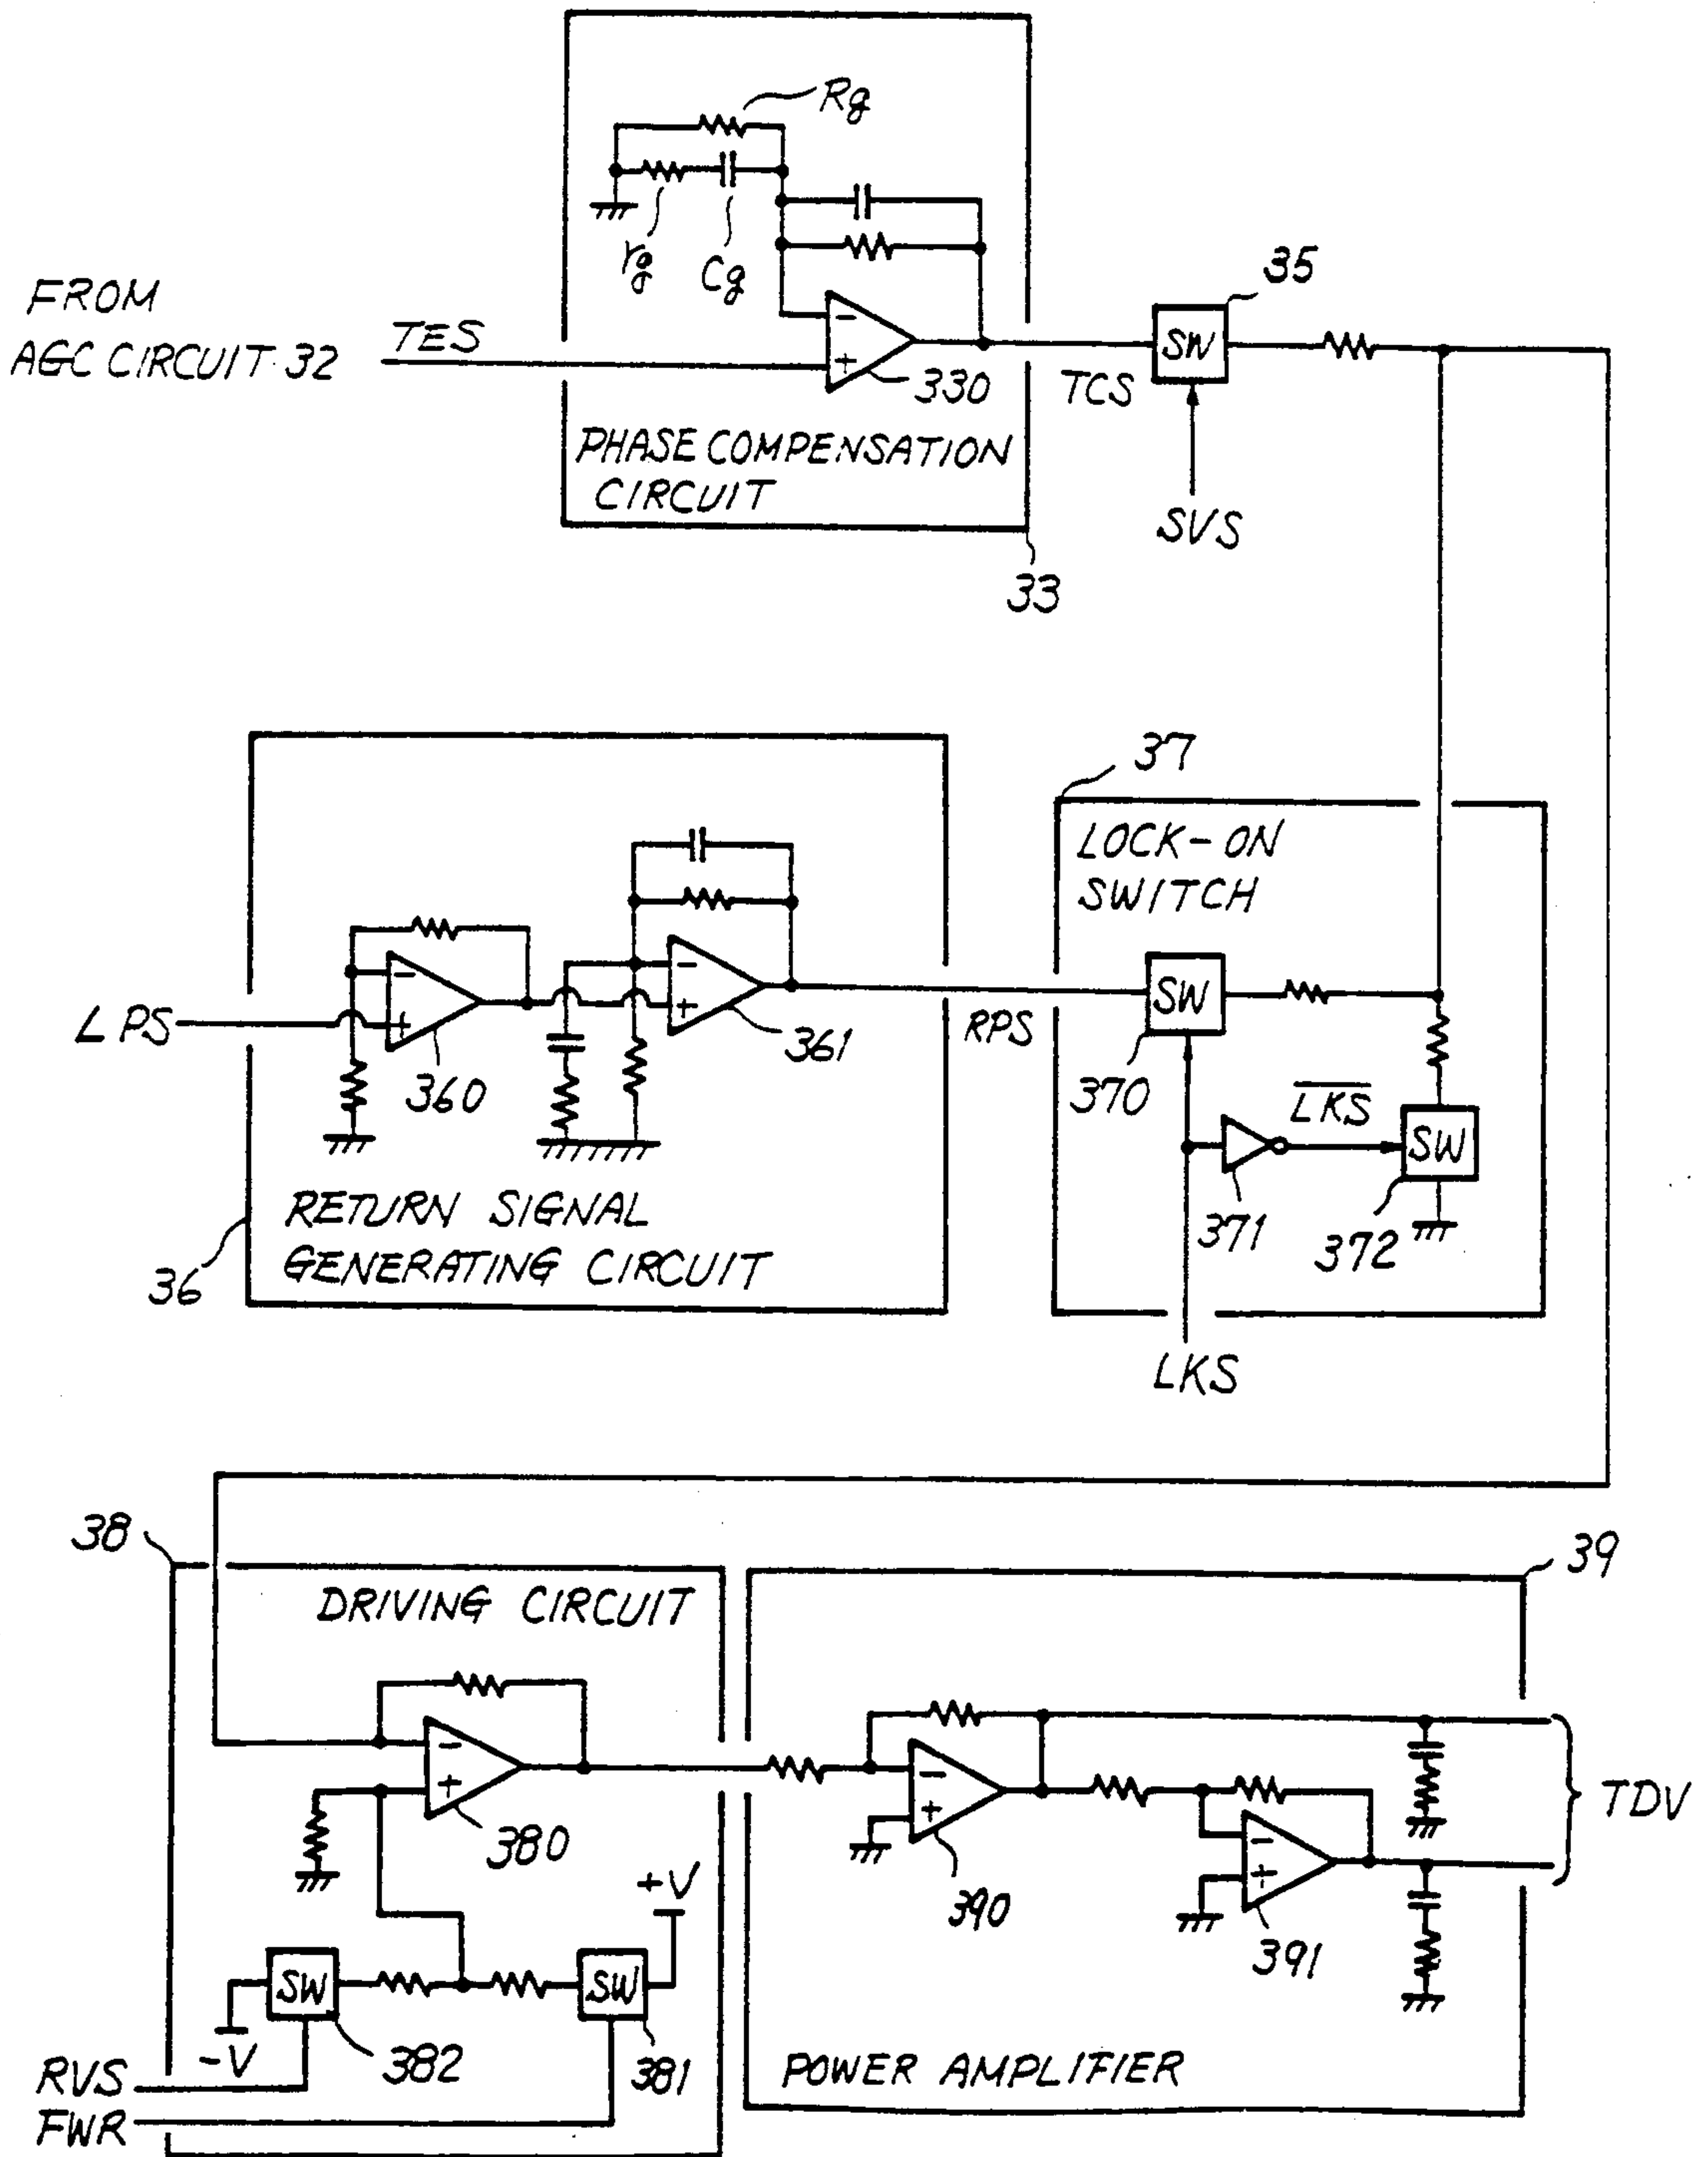 Rg
rg
Cg
FROM
AGC CIRCUIT 32
TES
-
+
330
PHASE COMPENSATION
CIRCUIT
33
TCS
35
SW
SVS
37
LOCK-ON
SWITCH
LPS
-
+
360
-
+
361
RPS
SW
370
371
LKS
SW
372
LKS
RETURN SIGNAL
GENERATING CIRCUIT
36
38
DRIVING CIRCUIT
39
-
+
380
-
+
390
-
+
391
TDV
+V
SW
SW
-V
382
381
RVS
FWR
POWER AMPLIFIER